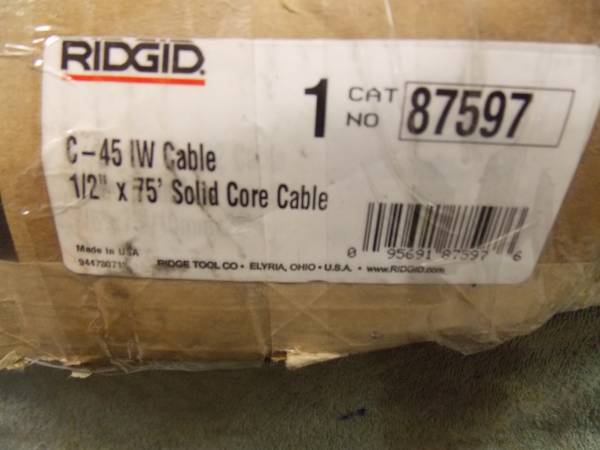 RIDGID.
1 CAT NO 87597
C-45 IW Cable
1/2" x 75' Solid Core Cable
Made in USA
0 95691 87597 6
RIDGE TOOL CO • ELYRIA, OHIO • U.S.A. • www.RIDGID.com